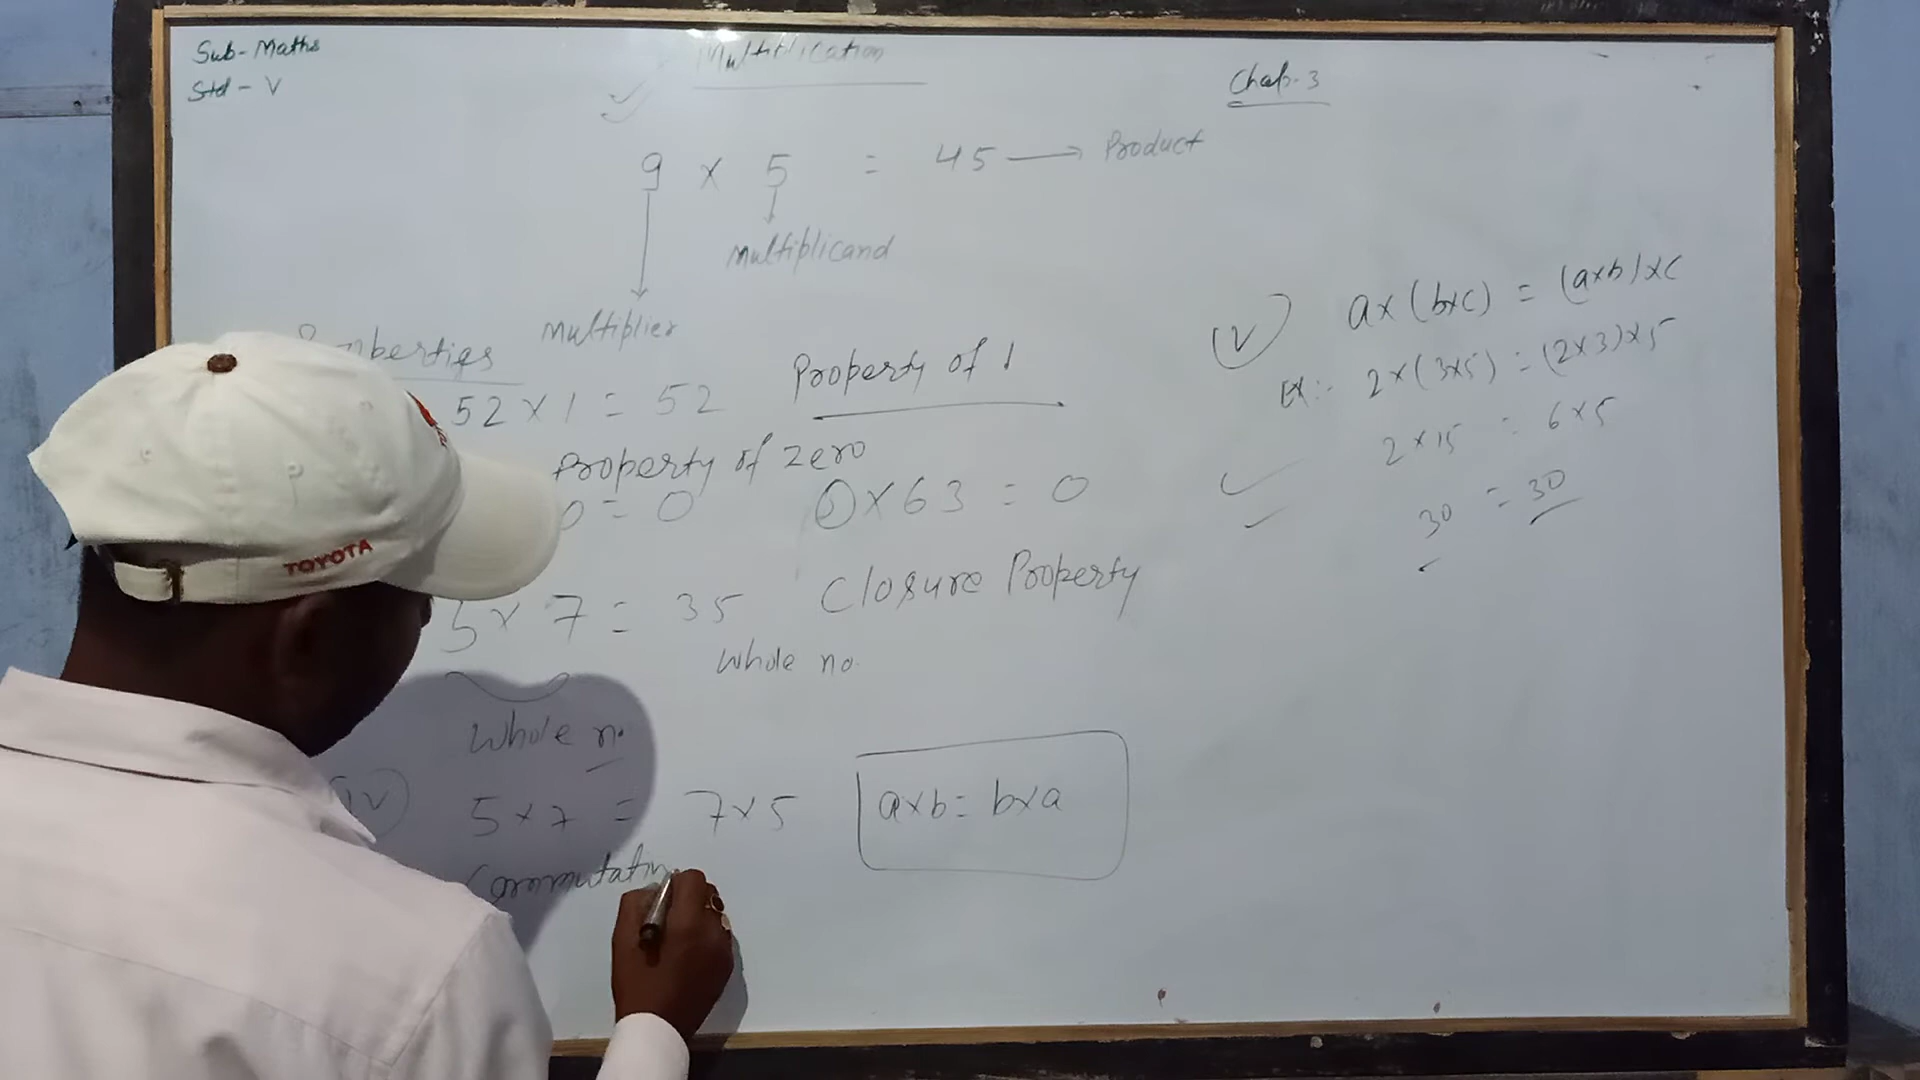 Sub- Maths
Std - V
Multiplication
Chap-3
9 × 5 = 45 → Product
Multiplicand
Multiplier
Properties
52 × 1 = 52 Property of 1
Property of zero
0 = 0 0 × 63 = 0
5 × 7 = 35 Closure Property
Whole no.
Whole n.
(iv) 5 × 7 = 7 × 5 a×b = b×a
Commutativ
(V) a × (b×c) = (a×b) × c
Ex:- 2 × (3×5) = (2×3) × 5
2 × 15 = 6 × 5
30 = 30
TOYOTA